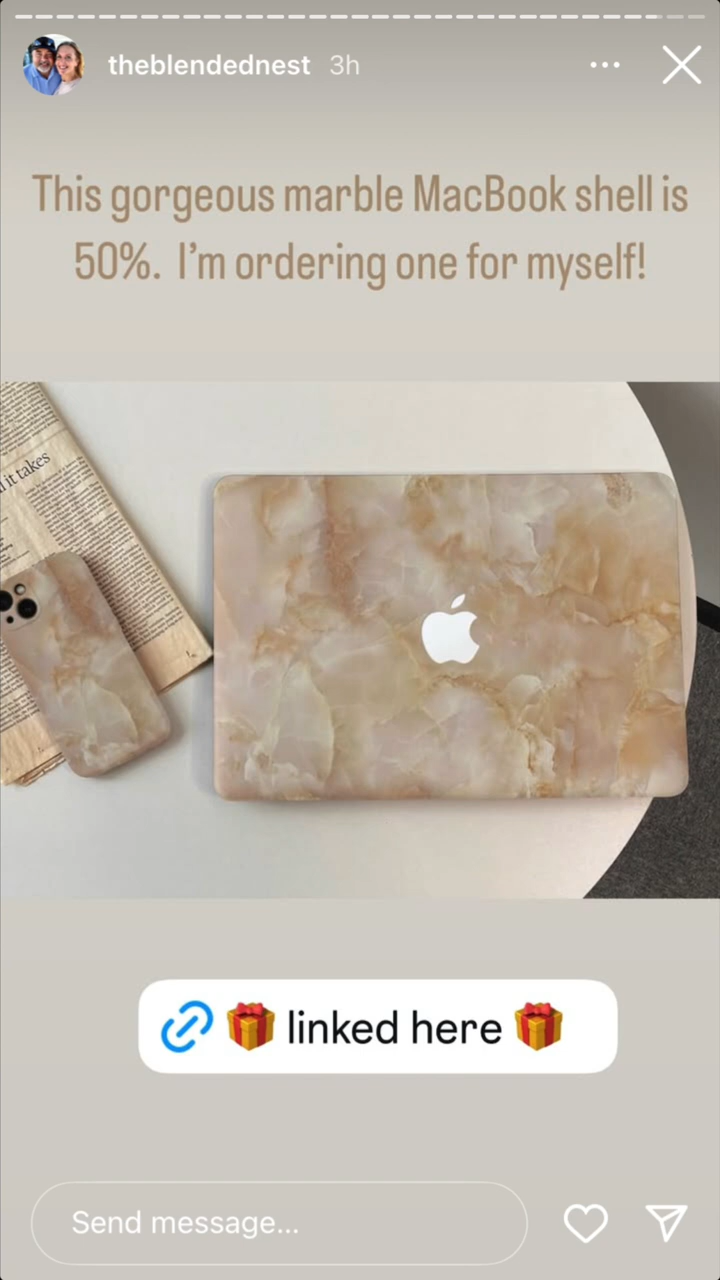 theblendednest 3h
This gorgeous marble MacBook shell is
50%. I'm ordering one for myself!
it takes
🎁 linked here 🎁
Send message...